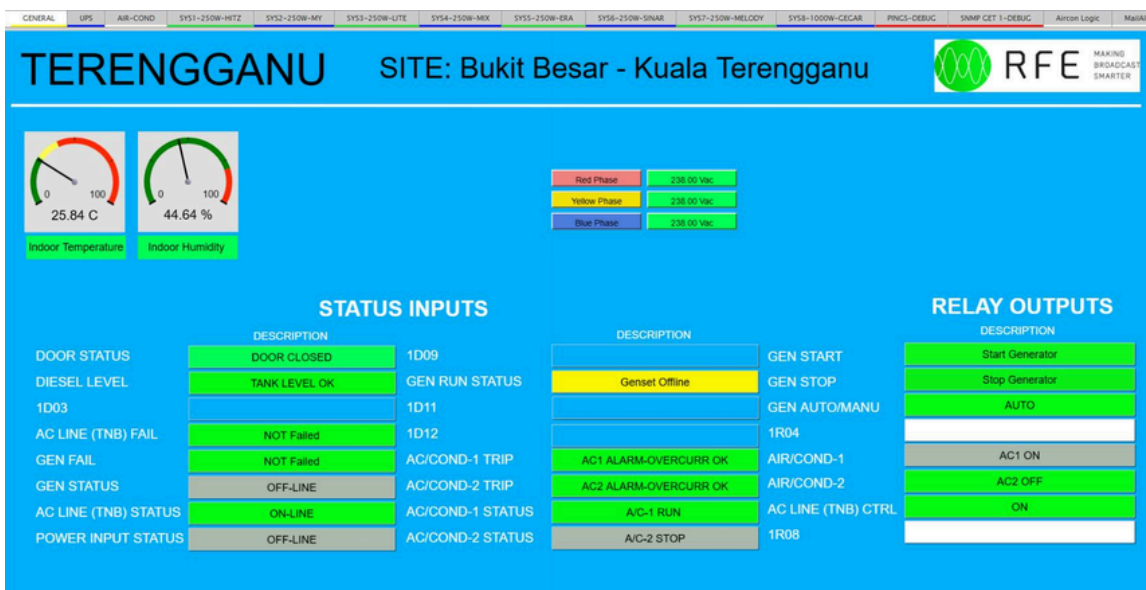 GENERAL UPS AIR-COND SYS1-250W-HITZ SYS2-250W-MY SYS3-250W-LITE SYS4-250W-MIX SYS5-250W-ERA SYS6-250W-SINAR SYS7-250W-MELODY SYS8-1000W-GEGAR PINGS-DEBUG SNMP GET 1-DEBUG Aircon Logic
TERENGGANU
SITE: Bukit Besar - Kuala Terengganu
RFE
MAKING
BROADCAST
SMARTER
0 100
25.84 C
Indoor Temperature
0 100
44.64 %
Indoor Humidity
Red Phase 238.00 Vac
Yellow Phase 238.00 Vac
Blue Phase 238.00 Vac
STATUS INPUTS
DESCRIPTION
DOOR STATUS DOOR CLOSED
DIESEL LEVEL TANK LEVEL OK
1D03
AC LINE (TNB) FAIL NOT Failed
GEN FAIL NOT Failed
GEN STATUS OFF-LINE
AC LINE (TNB) STATUS ON-LINE
POWER INPUT STATUS OFF-LINE
DESCRIPTION
1D09
GEN RUN STATUS Genset Offline
1D11
1D12
AC/COND-1 TRIP AC1 ALARM-OVERCURR OK
AC/COND-2 TRIP AC2 ALARM-OVERCURR OK
AC/COND-1 STATUS A/C-1 RUN
AC/COND-2 STATUS A/C-2 STOP
RELAY OUTPUTS
DESCRIPTION
GEN START Start Generator
GEN STOP Stop Generator
GEN AUTO/MANU AUTO
1R04
AIR/COND-1 AC1 ON
AIR/COND-2 AC2 OFF
AC LINE (TNB) CTRL ON
1R08